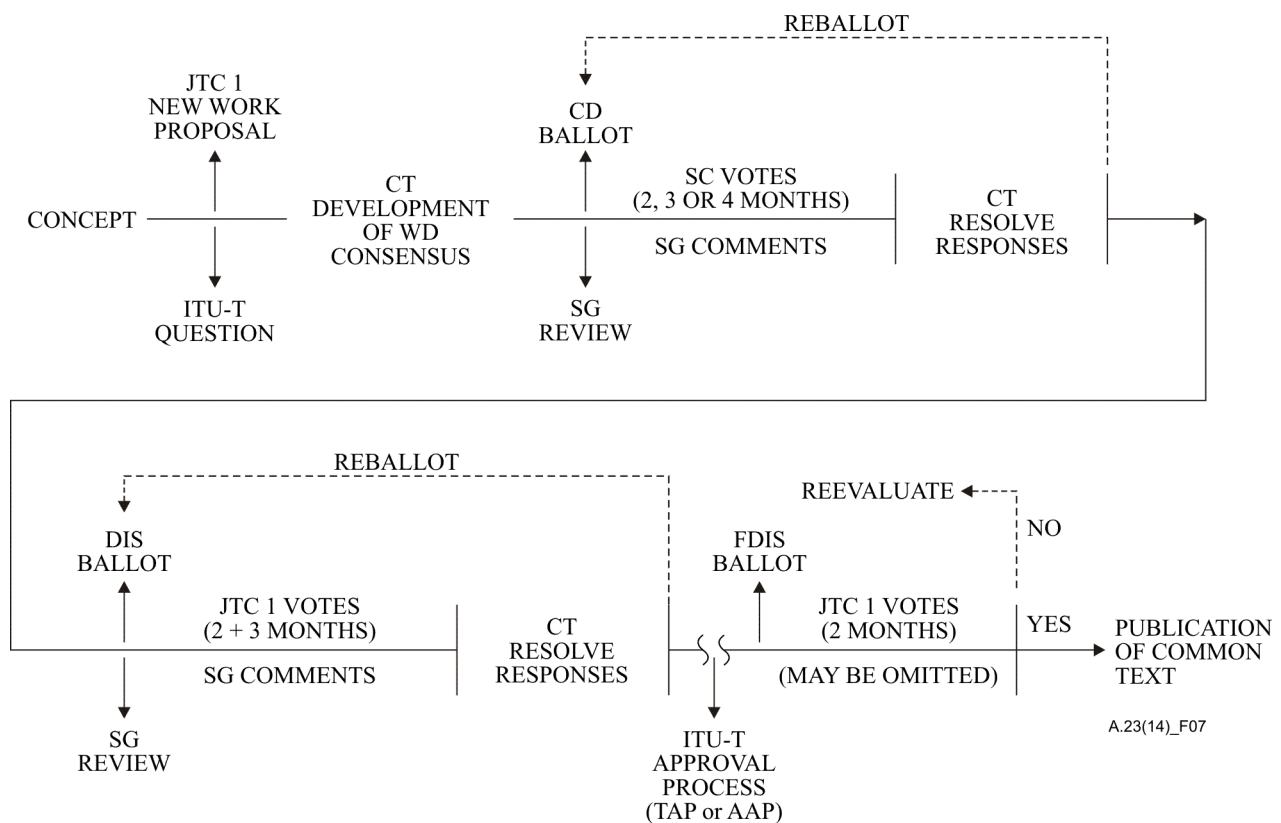 REBALLOT
JTC 1
NEW WORK
PROPOSAL
CD
BALLOT
CONCEPT
CT
DEVELOPMENT
OF WD
CONSENSUS
SC VOTES
(2, 3 OR 4 MONTHS)
SG COMMENTS
CT
RESOLVE
RESPONSES
ITU-T
QUESTION
SG
REVIEW
REBALLOT
REEVALUATE
NO
DIS
BALLOT
FDIS
BALLOT
JTC 1 VOTES
(2 + 3 MONTHS)
SG COMMENTS
CT
RESOLVE
RESPONSES
JTC 1 VOTES
(2 MONTHS)
(MAY BE OMITTED)
YES
PUBLICATION
OF COMMON
TEXT
SG
REVIEW
ITU-T
APPROVAL
PROCESS
(TAP or AAP)
A.23(14)_F07